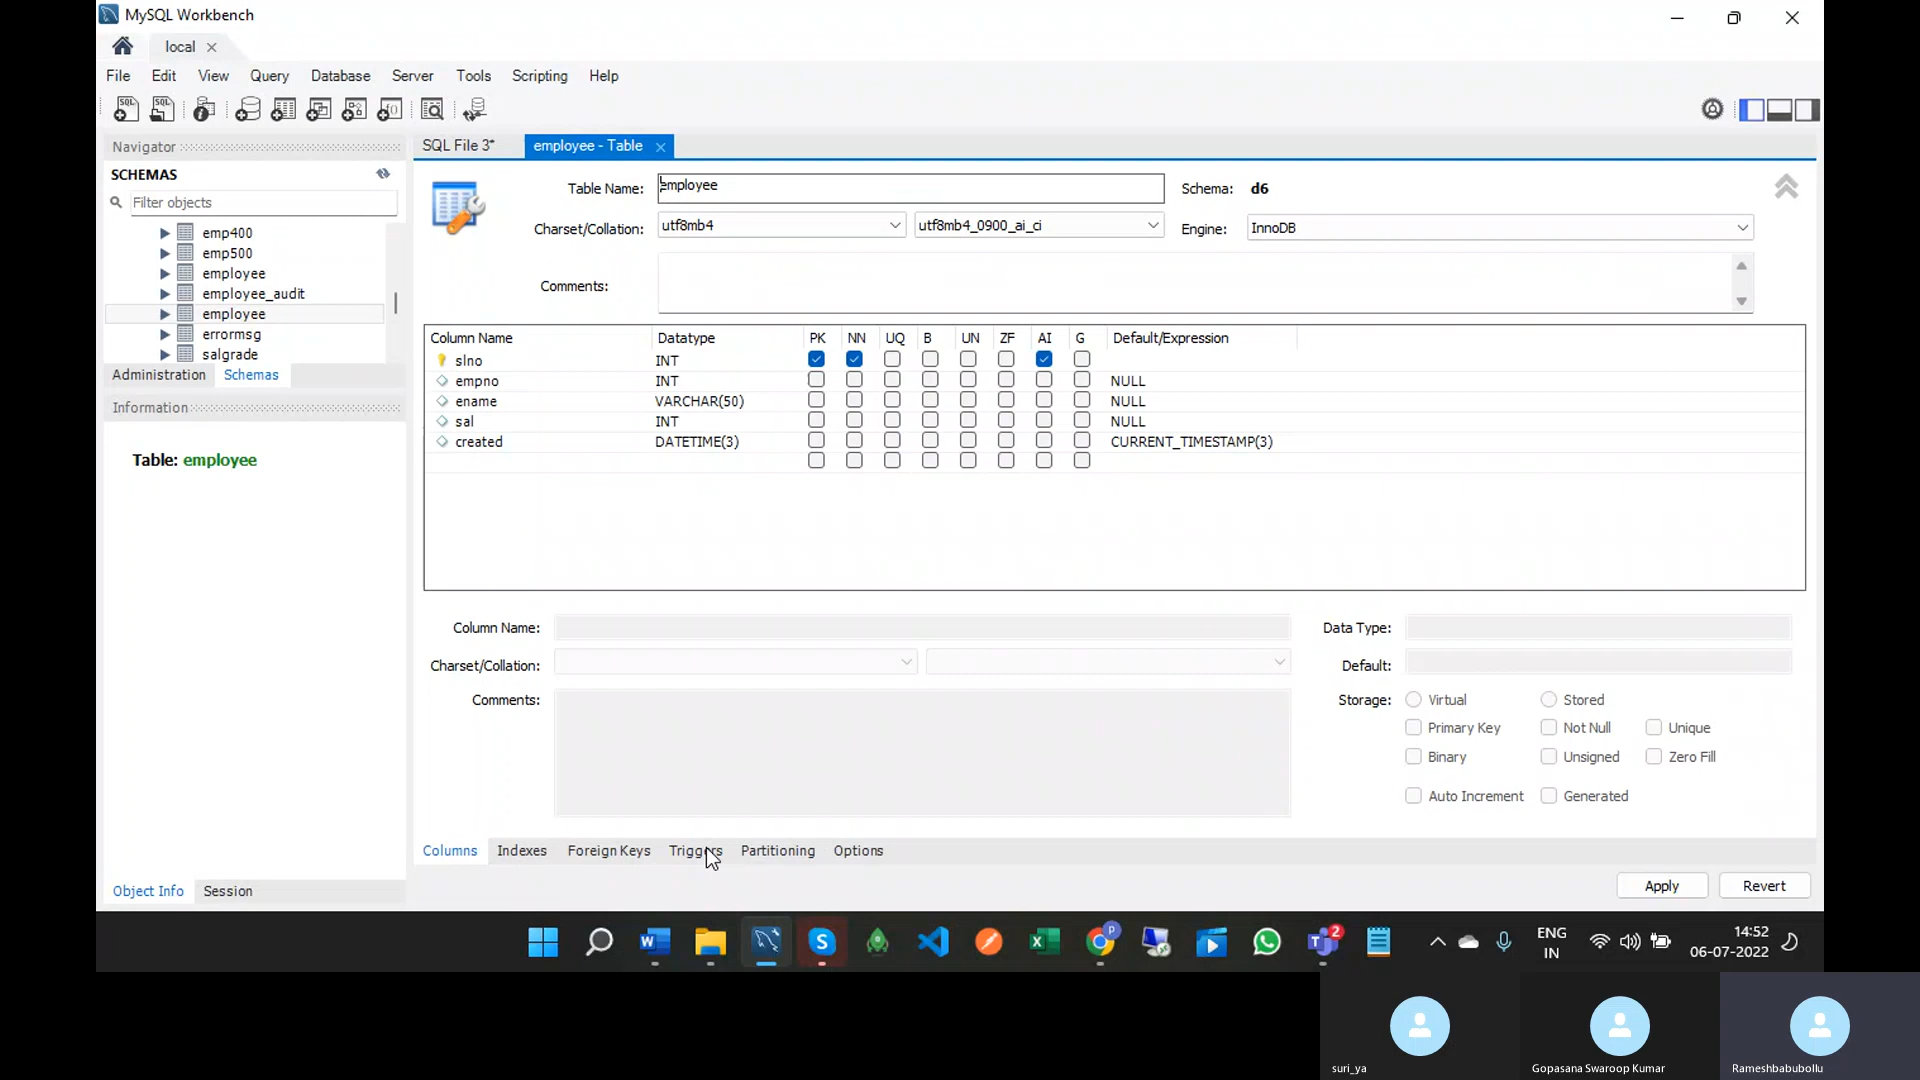 MySQL Workbench
local
File Edit View Query Database Server Tools Scripting Help
Navigator
SCHEMAS
Filter objects
emp400
emp500
employee
employee_audit
employee
errormsg
salgrade
Administration Schemas
Information
Table: employee
Object Info Session
SQL File 3*
employee - Table
Table Name: employee Schema: d6
Charset/Collation: utf8mb4 utf8mb4_0900_ai_ci Engine: InnoDB
Comments:
Column Name Datatype PK NN UQ B UN ZF AI G Default/Expression
slno INT
empno INT NULL
ename VARCHAR(50) NULL
sal INT NULL
created DATETIME(3) CURRENT_TIMESTAMP(3)
Column Name: Data Type:
Charset/Collation: Default:
Comments: Storage: Virtual Stored
Primary Key Not Null Unique
Binary Unsigned Zero Fill
Auto Increment Generated
Columns Indexes Foreign Keys Triggers Partitioning Options
Apply Revert
ENG
IN
14:52
06-07-2022
P
2
suri_ya
Gopasana Swaroop Kumar
Rameshbabubollu